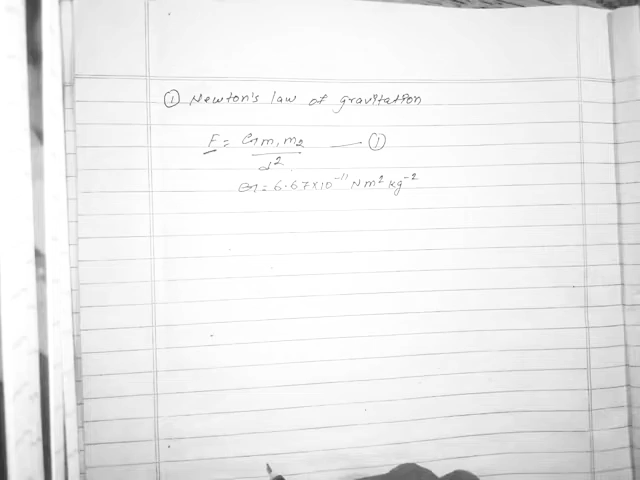 ① Newton's law of gravitation
F = Gm₁m₂ —— ①
d²
G = 6.67×10⁻¹¹ Nm² kg⁻²